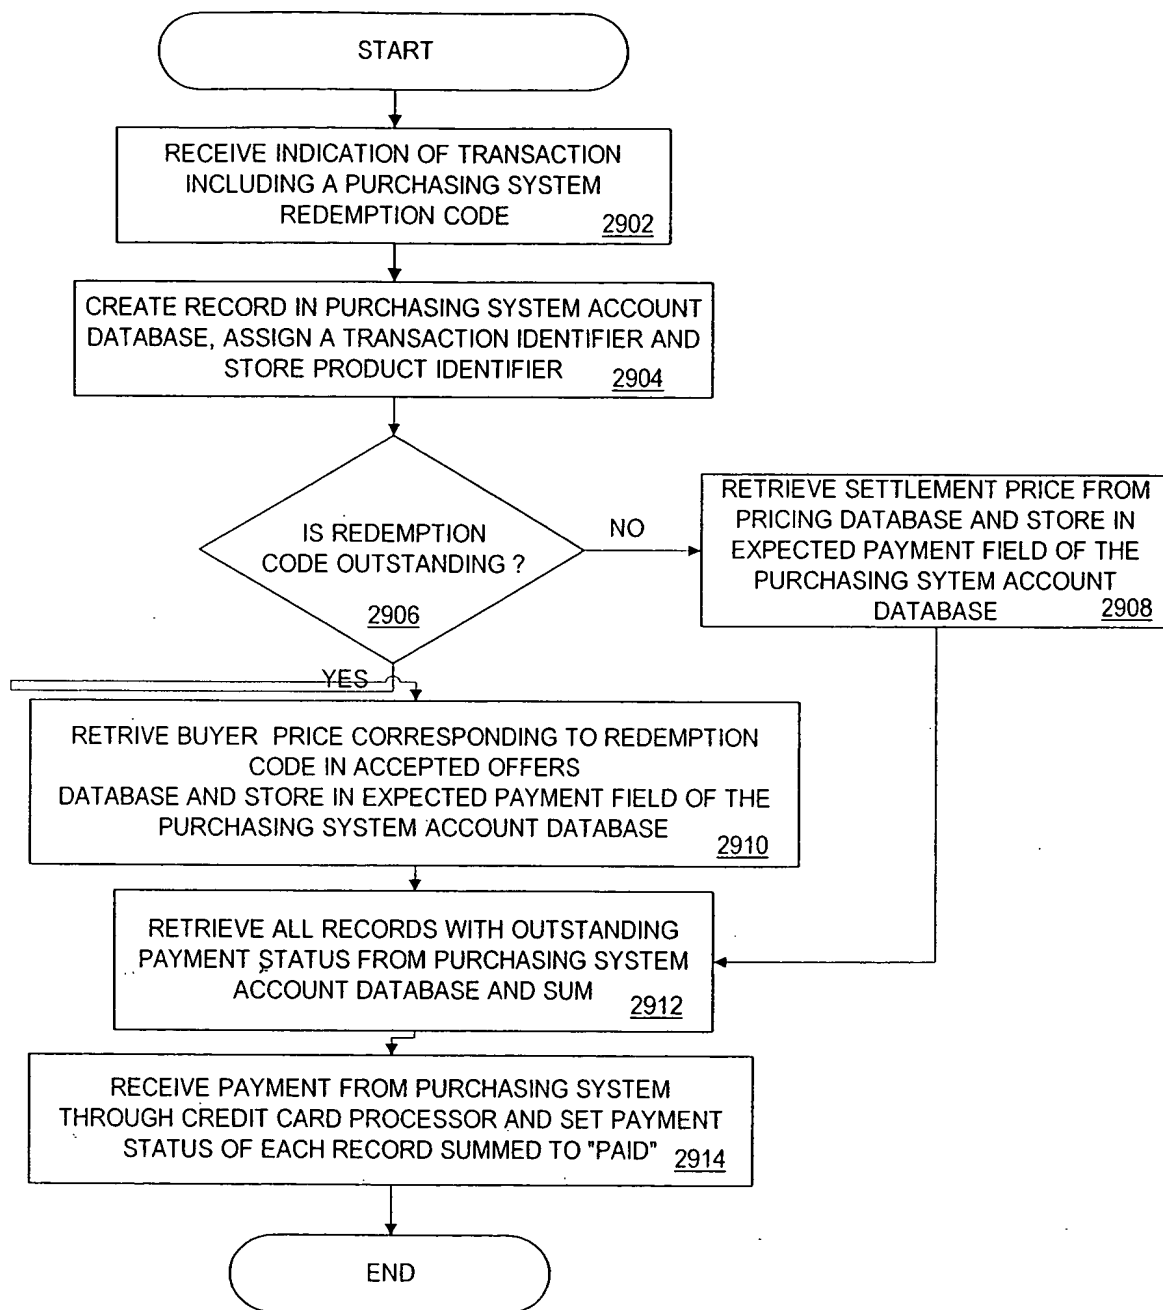 START
RECEIVE INDICATION OF TRANSACTION
INCLUDING A PURCHASING SYSTEM
REDEMPTION CODE
2902
CREATE RECORD IN PURCHASING SYSTEM ACCOUNT
DATABASE, ASSIGN A TRANSACTION IDENTIFIER AND
STORE PRODUCT IDENTIFIER
2904
IS REDEMPTION
CODE OUTSTANDING ?
2906
NO
RETRIEVE SETTLEMENT PRICE FROM
PRICING DATABASE AND STORE IN
EXPECTED PAYMENT FIELD OF THE
PURCHASING SYTEM ACCOUNT
DATABASE
2908
YES
RETRIVE BUYER PRICE CORRESPONDING TO REDEMPTION
CODE IN ACCEPTED OFFERS
DATABASE AND STORE IN EXPECTED PAYMENT FIELD OF THE
PURCHASING SYSTEM ACCOUNT DATABASE
2910
RETRIEVE ALL RECORDS WITH OUTSTANDING
PAYMENT STATUS FROM PURCHASING SYSTEM
ACCOUNT DATABASE AND SUM
2912
RECEIVE PAYMENT FROM PURCHASING SYSTEM
THROUGH CREDIT CARD PROCESSOR AND SET PAYMENT
STATUS OF EACH RECORD SUMMED TO "PAID"
2914
END